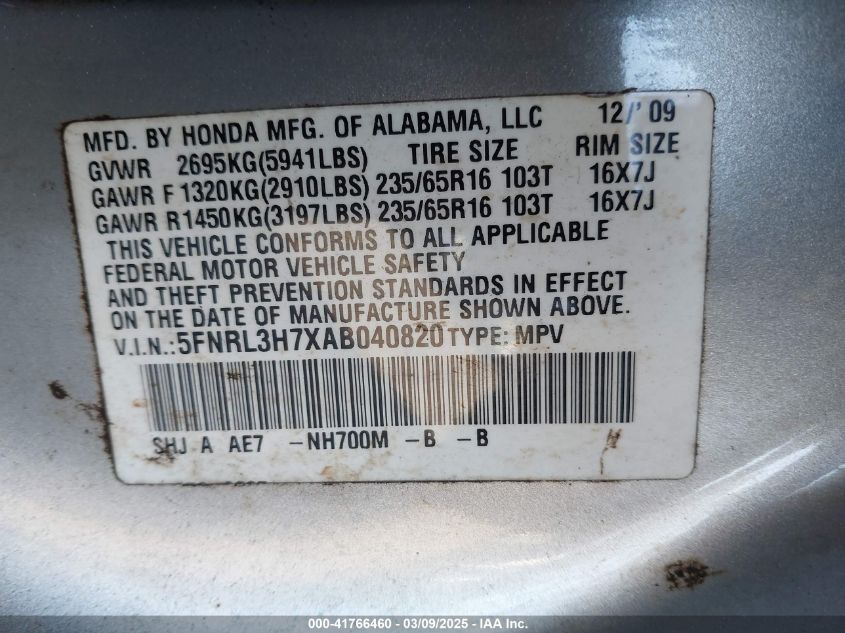 MFD. BY HONDA MFG. OF ALABAMA, LLC 12/'09
GVWR 2695KG(5941LBS) TIRE SIZE RIM SIZE
GAWR F1320KG(2910LBS) 235/65R16 103T 16X7J
GAWR R1450KG(3197LBS) 235/65R16 103T 16X7J
THIS VEHICLE CONFORMS TO ALL APPLICABLE
FEDERAL MOTOR VEHICLE SAFETY
AND THEFT PREVENTION STANDARDS IN EFFECT
ON THE DATE OF MANUFACTURE SHOWN ABOVE.
V.I.N.:5FNRL3H7XAB040820 TYPE: MPV
SHJ A AE7 -NH700M -B -B
000-41766460 - 03/09/2025 - IAA Inc.